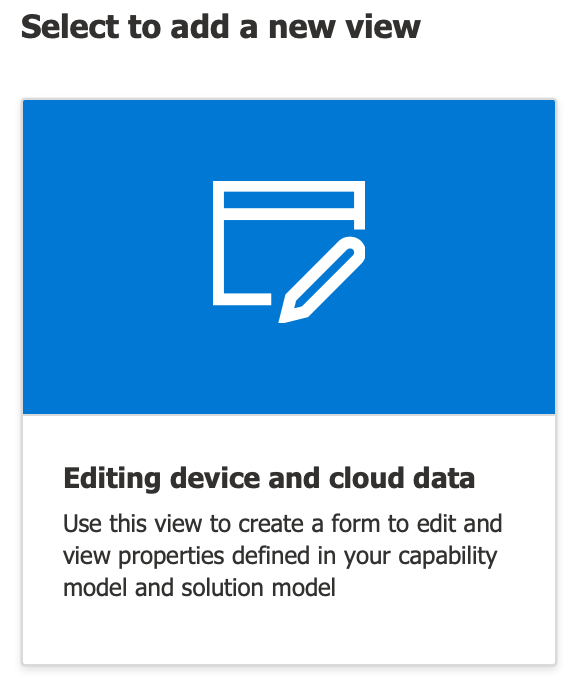 Select to add a new view
Editing device and cloud data
Use this view to create a form to edit and
view properties defined in your capability
model and solution model